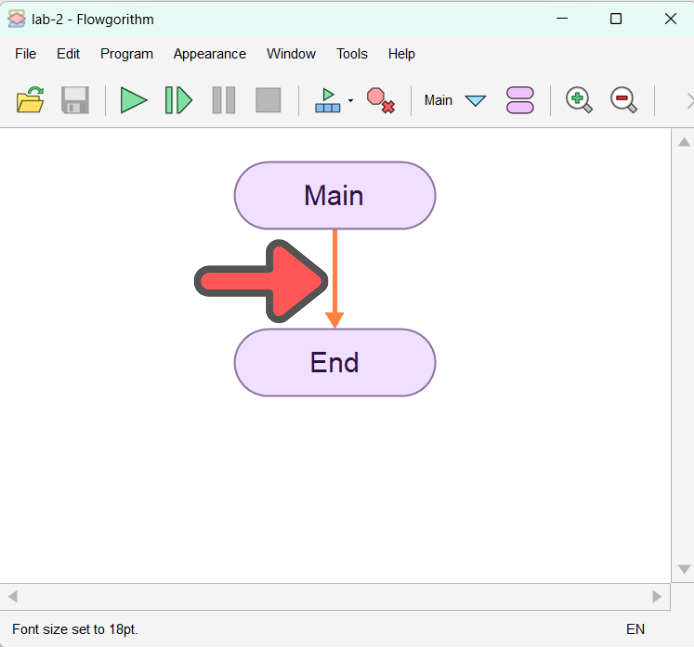 lab-2 - Flowgorithm
File Edit Program Appearance Window Tools Help
Main
Main
End
Font size set to 18pt. EN